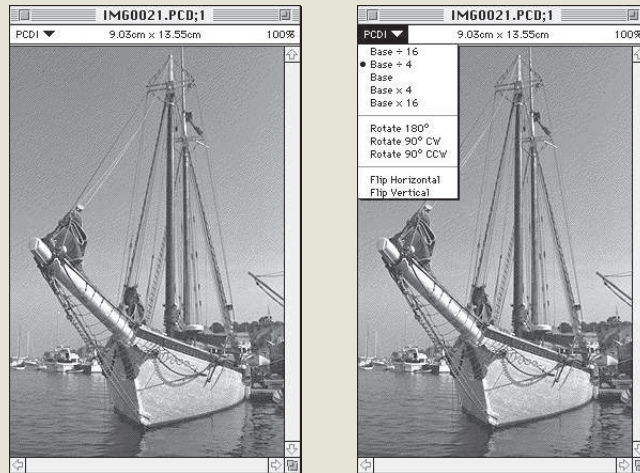 IMG0021.PCD;1
PCDI 9.03cm x 13.55cm 100%
IMG0021.PCD;1
PCDI 9.03cm x 13.55cm 100%
Base ÷ 16
Base ÷ 4
Base
Base x 4
Base x 16
Rotate 180°
Rotate 90° CW
Rotate 90° CCW
Flip Horizontal
Flip Vertical